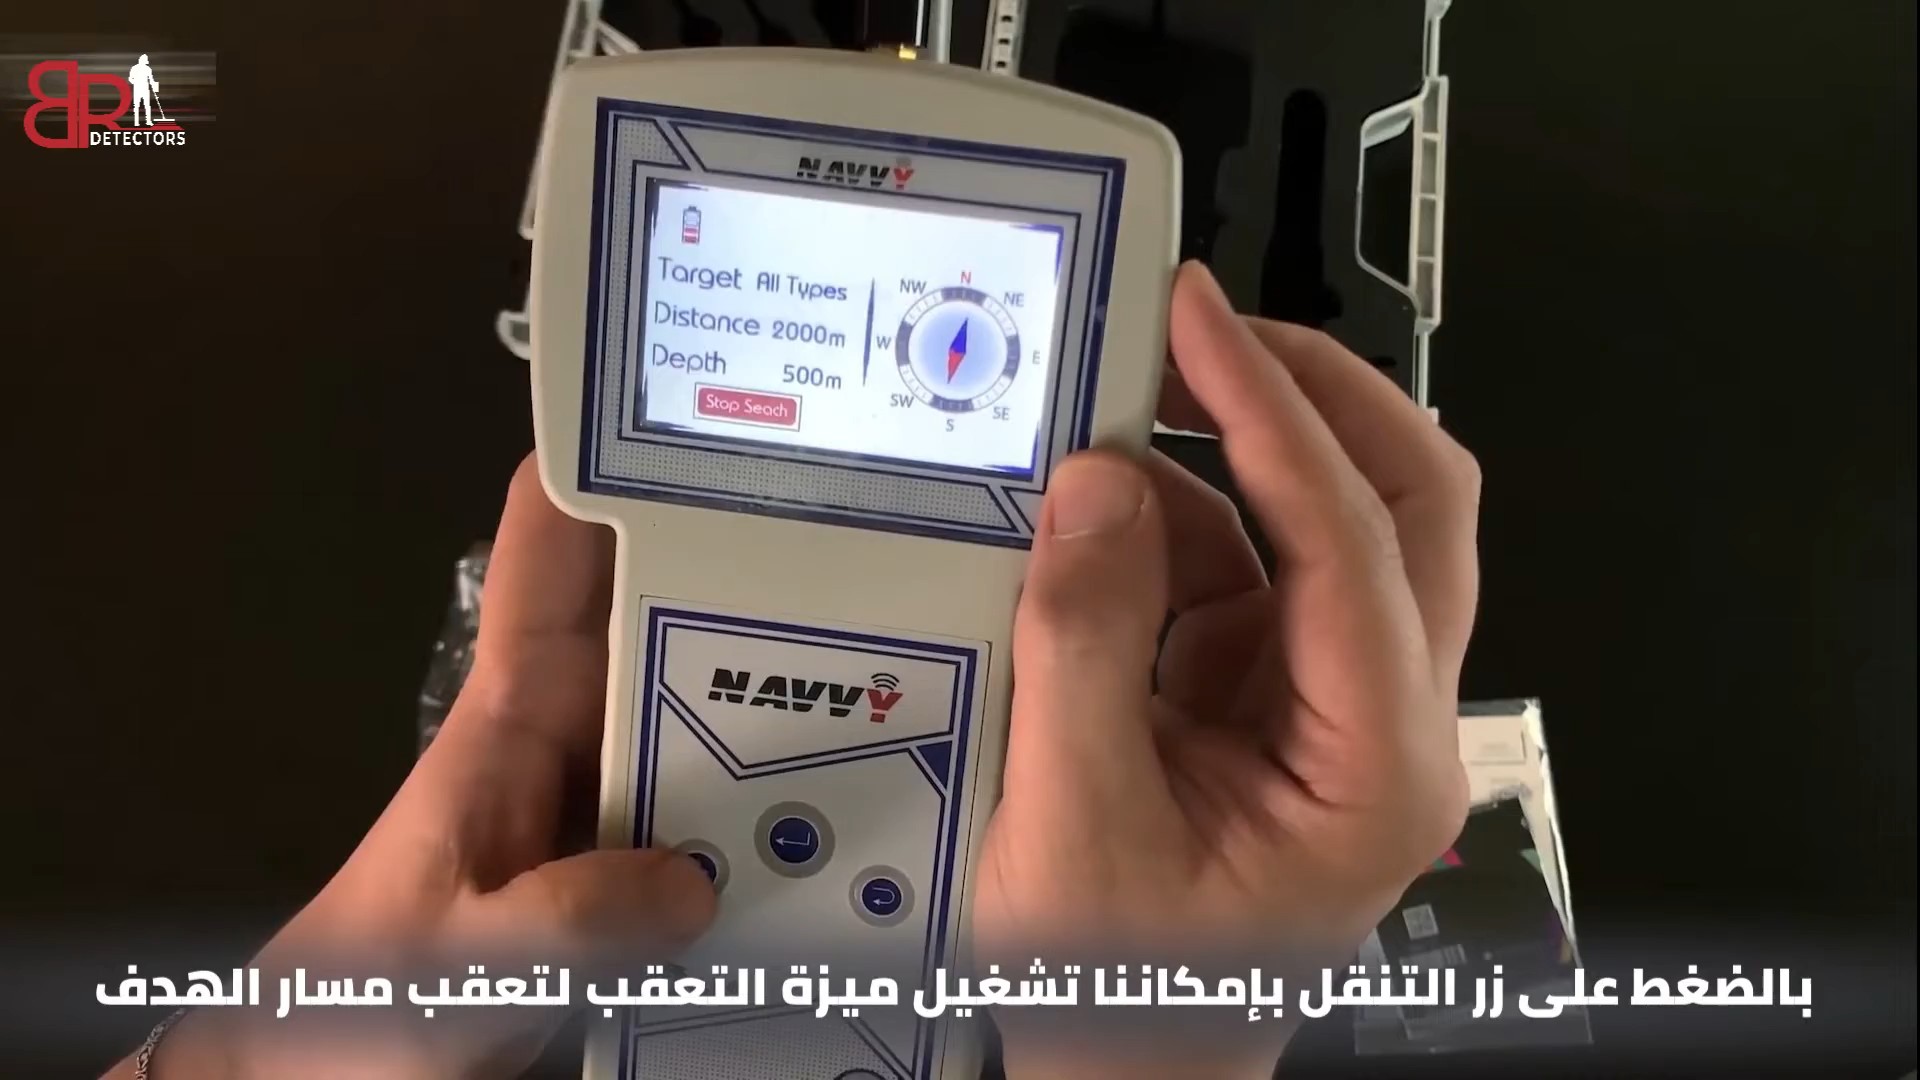 BR
DETECTORS
NAVVY
Target All Types
Distance 2000m
Depth 500m
Stop Seach
N
NE
E
SE
S
SW
W
NW
NAVVY
بالضغط على زر التنقل بإمكاننا تشغيل ميزة التعقب لتعقب مسار الهدف